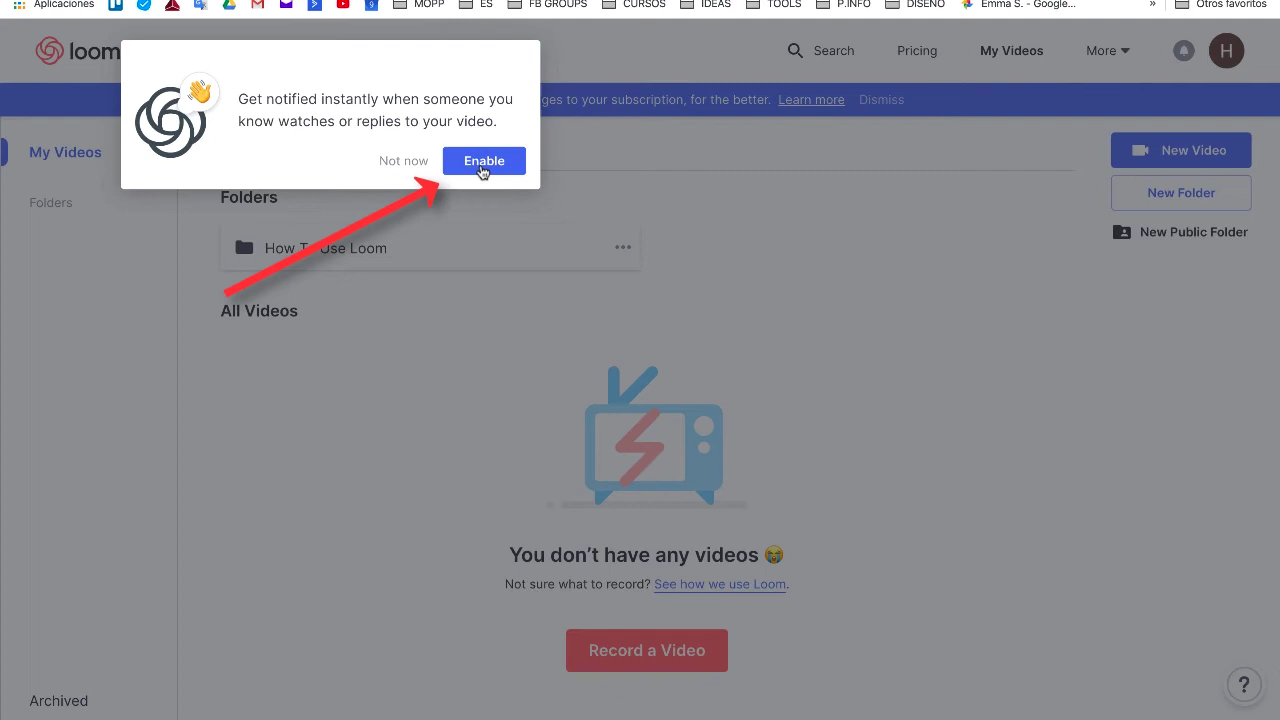 Aplicaciones MOPP ES FB GROUPS CURSOS IDEAS TOOLS P.INFO DISEÑO Emma S. - Google... » Otros favoritos
loom Search Pricing My Videos More H
Get notified instantly when someone you
know watches or replies to your video.
Not now Enable
ges to your subscription, for the better. Learn more Dismiss
My Videos
Folders
Archived
Folders
How To Use Loom
All Videos
New Video
New Folder
New Public Folder
You don’t have any videos 😭
Not sure what to record? See how we use Loom.
Record a Video
?